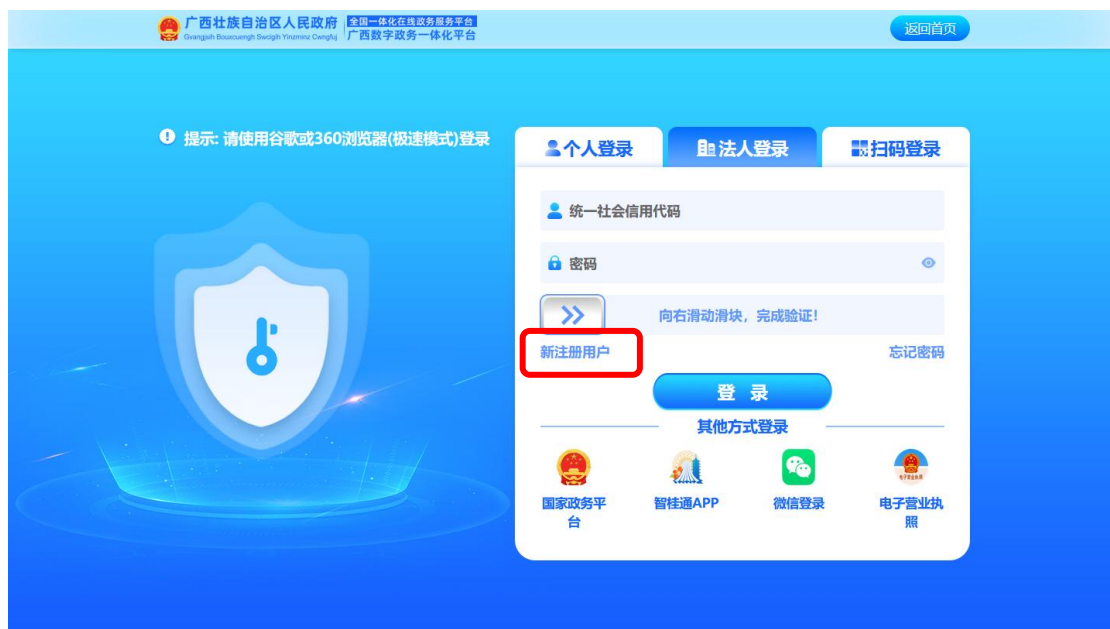 广西壮族自治区人民政府
Gvangjsih Bouxcuengh Swcigih Yinzminz Cwngfuj
全国一体化在线政务服务平台
广西数字政务一体化平台
返回首页
提示: 请使用谷歌或360浏览器(极速模式)登录
个人登录
法人登录
扫码登录
统一社会信用代码
密码
向右滑动滑块，完成验证!
新注册用户
忘记密码
登 录
其他方式登录
国家政务平
台
智桂通APP
微信登录
电子营业执
照